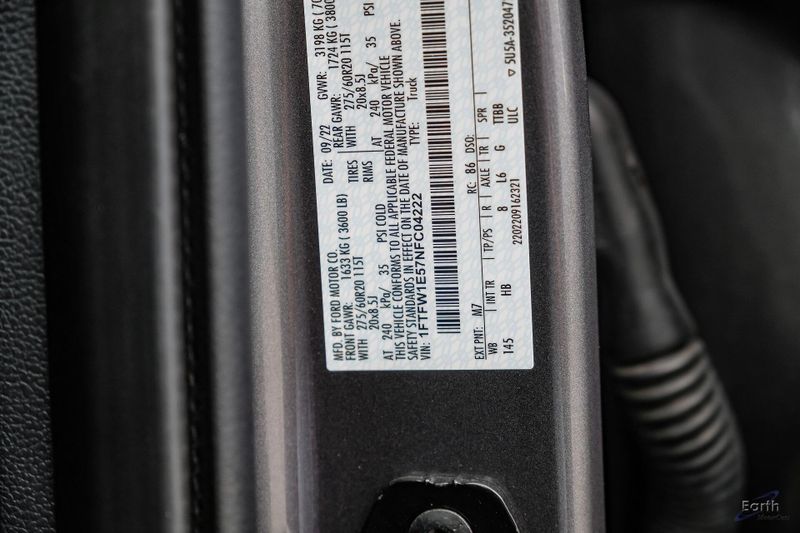 MFD. BY FORD MOTOR CO.
DATE: 09/22 GVWR: 3198 KG
FRONT GAWR: 1633 KG ( 3600 LB)
REAR GAWR: 1724 KG
WITH 275/60R20 115T TIRES WITH 275/60R20 115T
20x8.5J RIMS 20x8.5J
AT 240 kPa/ 35 PSI COLD AT 240 kPa/ 35 PSI
THIS VEHICLE CONFORMS TO ALL APPLICABLE FEDERAL MOTOR VEHICLE
SAFETY STANDARDS IN EFFECT ON THE DATE OF MANUFACTURE SHOWN ABOVE.
VIN: 1FTFW1E57NFC04222 TYPE: Truck
EXT PNT: M7 RC: 86 DSO:
WB INT TR TP/PS R AXLE TR SPR
145 HB 8 L6 G TTBB
ULC
2202209162321
5U5A-352047
Earth
MotorCars